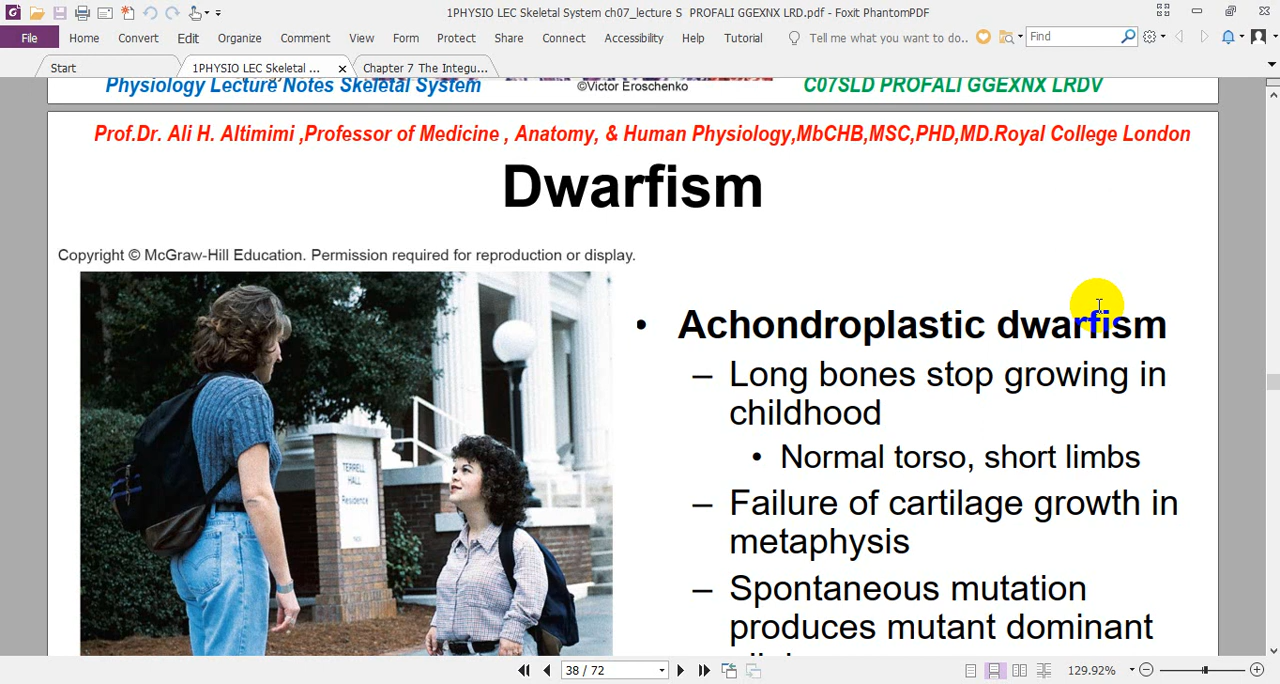 1PHYSIO LEC Skeletal System ch07_lecture S PROFALI GGEXNX LRD.pdf - Foxit PhantomPDF
File Home Convert Edit Organize Comment View Form Protect Share Connect Accessibility Help Tutorial Tell me what you want to do.. Find
Start 1PHYSIO LEC Skeletal ... Chapter 7 The Integu...
Physiology Lecture Notes Skeletal System ©Victor Eroschenko C07SLD PROFALI GGEXNX LRDV
Prof.Dr. Ali H. Altimimi ,Professor of Medicine , Anatomy, & Human Physiology,MbCHB,MSC,PHD,MD.Royal College London
Dwarfism
Copyright © McGraw-Hill Education. Permission required for reproduction or display.
• Achondroplastic dwarfism
– Long bones stop growing in
childhood
• Normal torso, short limbs
– Failure of cartilage growth in
metaphysis
– Spontaneous mutation
produces mutant dominant
TERRELL
HALL
Residence
38 / 72
129.92%